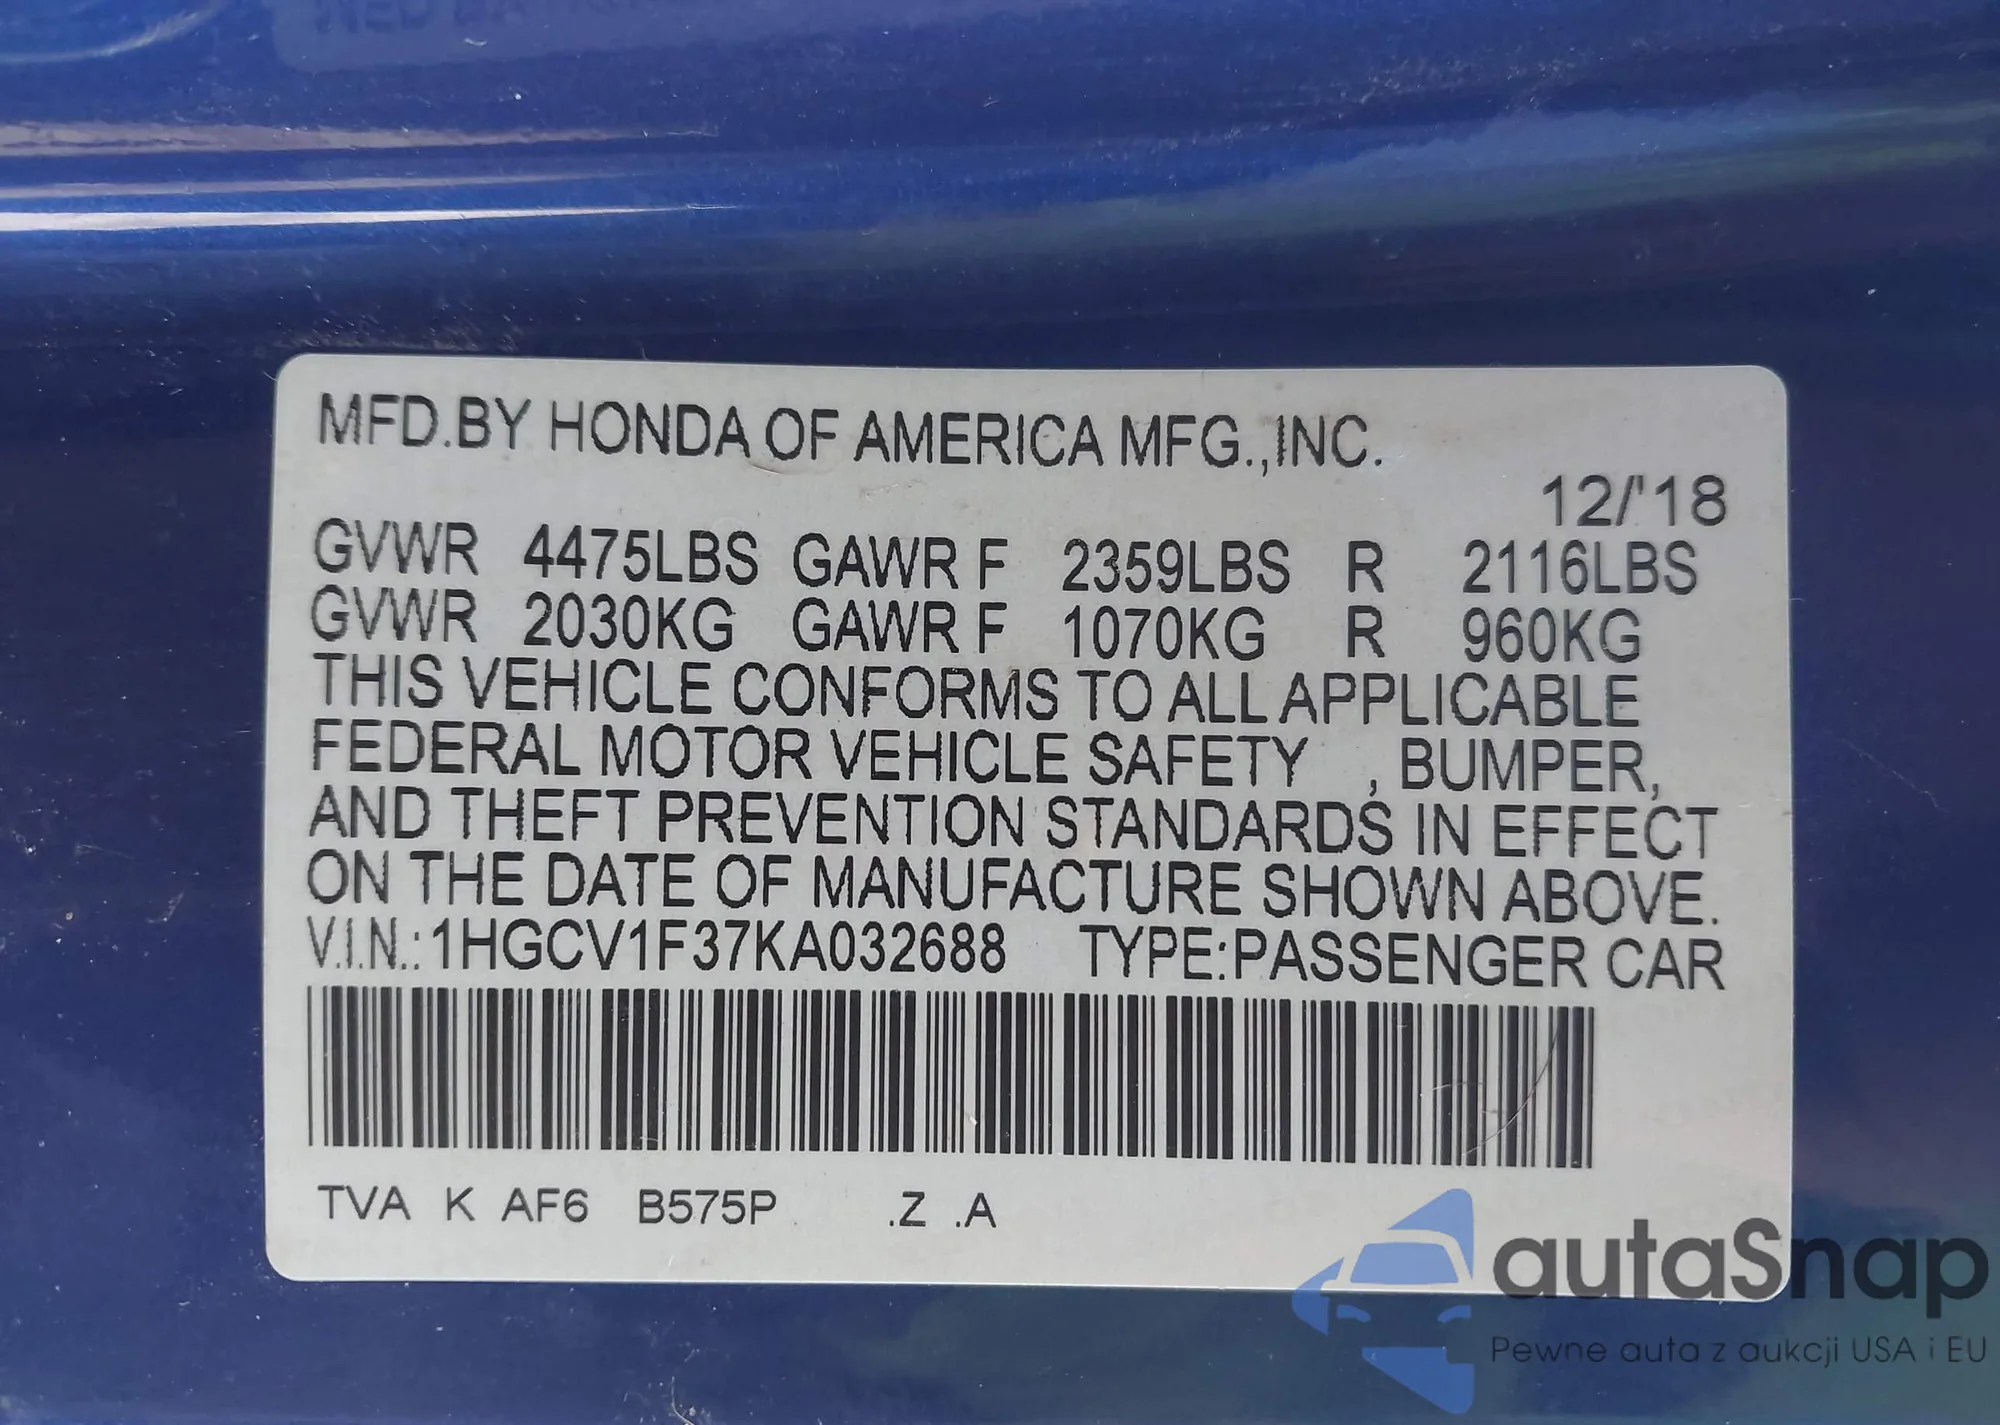 MFD.BY HONDA OF AMERICA MFG.,INC.
12/'18
GVWR 4475LBS GAWR F 2359LBS R 2116LBS
GVWR 2030KG GAWR F 1070KG R 960KG
THIS VEHICLE CONFORMS TO ALL APPLICABLE
FEDERAL MOTOR VEHICLE SAFETY , BUMPER,
AND THEFT PREVENTION STANDARDS IN EFFECT
ON THE DATE OF MANUFACTURE SHOWN ABOVE.
V.I.N.:1HGCV1F37KA032688 TYPE:PASSENGER CAR
TVA K AF6 B575P .Z .A
autaSnap
Pewne auta z aukcji USA i EU